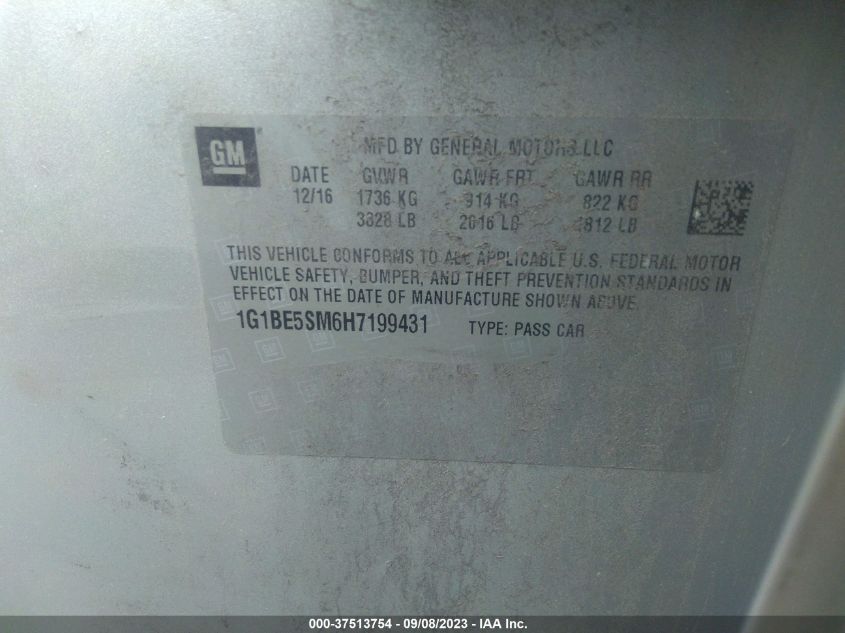 GM
MFD BY GENERAL MOTORS LLC
DATE GVWR GAWR FRT GAWR RR
12/16 1736 KG 914 KG 822 KG
3828 LB 2016 LB 1812 LB
THIS VEHICLE CONFORMS TO ALL APPLICABLE U.S. FEDERAL MOTOR
VEHICLE SAFETY, BUMPER, AND THEFT PREVENTION STANDARDS IN
EFFECT ON THE DATE OF MANUFACTURE SHOWN ABOVE.
1G1BE5SM6H7199431 TYPE: PASS CAR
000-37513754 - 09/08/2023 - IAA Inc.